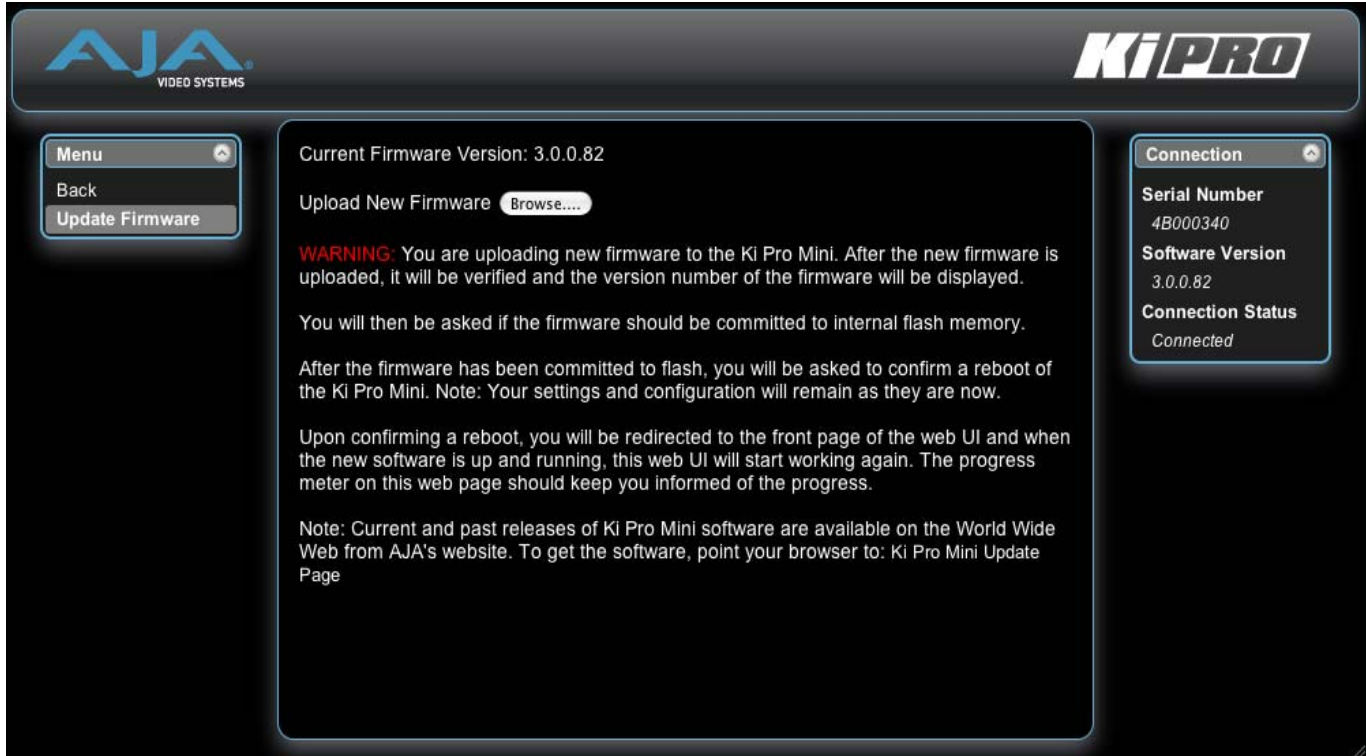 AJA
VIDEO SYSTEMS
Ki PRO
Menu
Back
Update Firmware
Current Firmware Version: 3.0.0.82
Upload New Firmware Browse....
WARNING: You are uploading new firmware to the Ki Pro Mini. After the new firmware is
uploaded, it will be verified and the version number of the firmware will be displayed.
You will then be asked if the firmware should be committed to internal flash memory.
After the firmware has been committed to flash, you will be asked to confirm a reboot of
the Ki Pro Mini. Note: Your settings and configuration will remain as they are now.
Upon confirming a reboot, you will be redirected to the front page of the web UI and when
the new software is up and running, this web UI will start working again. The progress
meter on this web page should keep you informed of the progress.
Note: Current and past releases of Ki Pro Mini software are available on the World Wide
Web from AJA's website. To get the software, point your browser to: Ki Pro Mini Update
Page
Connection
Serial Number
4B000340
Software Version
3.0.0.82
Connection Status
Connected